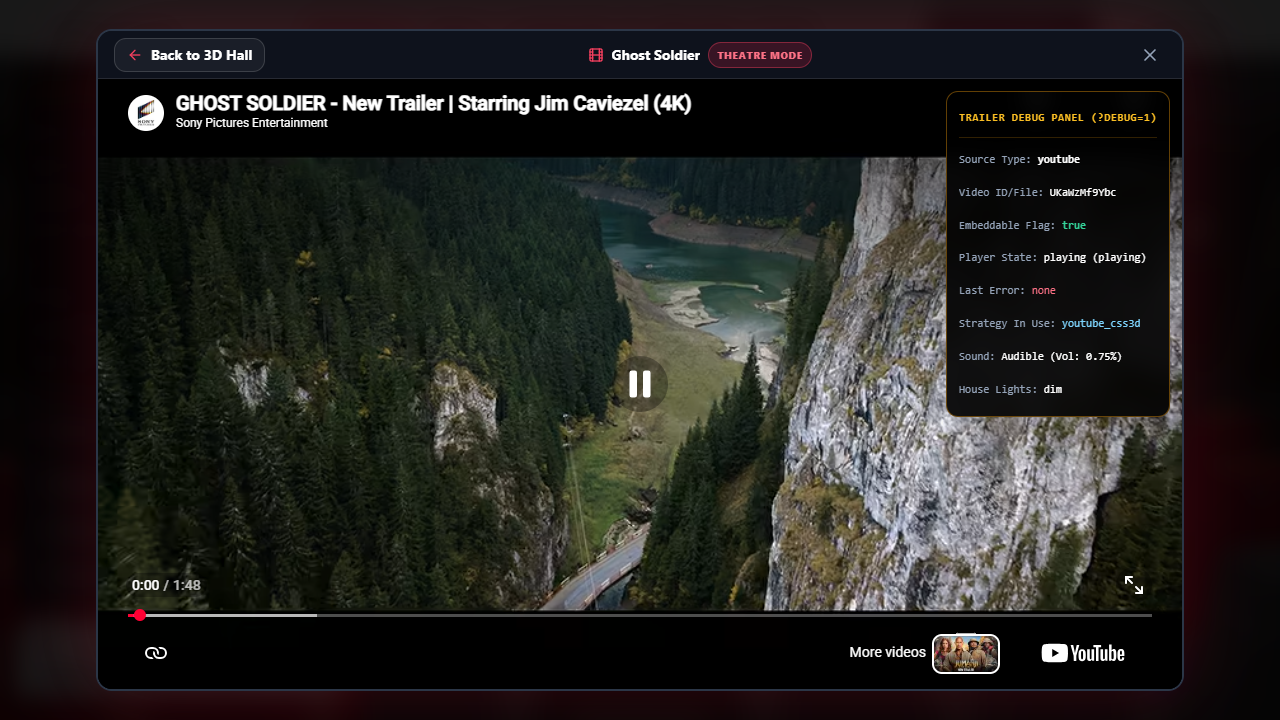 Back to 3D Hall
Ghost Soldier
THEATRE MODE
GHOST SOLDIER - New Trailer | Starring Jim Caviezel (4K)
Sony Pictures Entertainment
SONY
TRAILER DEBUG PANEL (?DEBUG=1)
Source Type: youtube
Video ID/File: UKaWzMf9Ybc
Embeddable Flag: true
Player State: playing (playing)
Last Error: none
Strategy In Use: youtube_css3d
Sound: Audible (Vol: 0.75%)
House Lights: dim
0:00 / 1:48
More videos
JUMANJI
YouTube